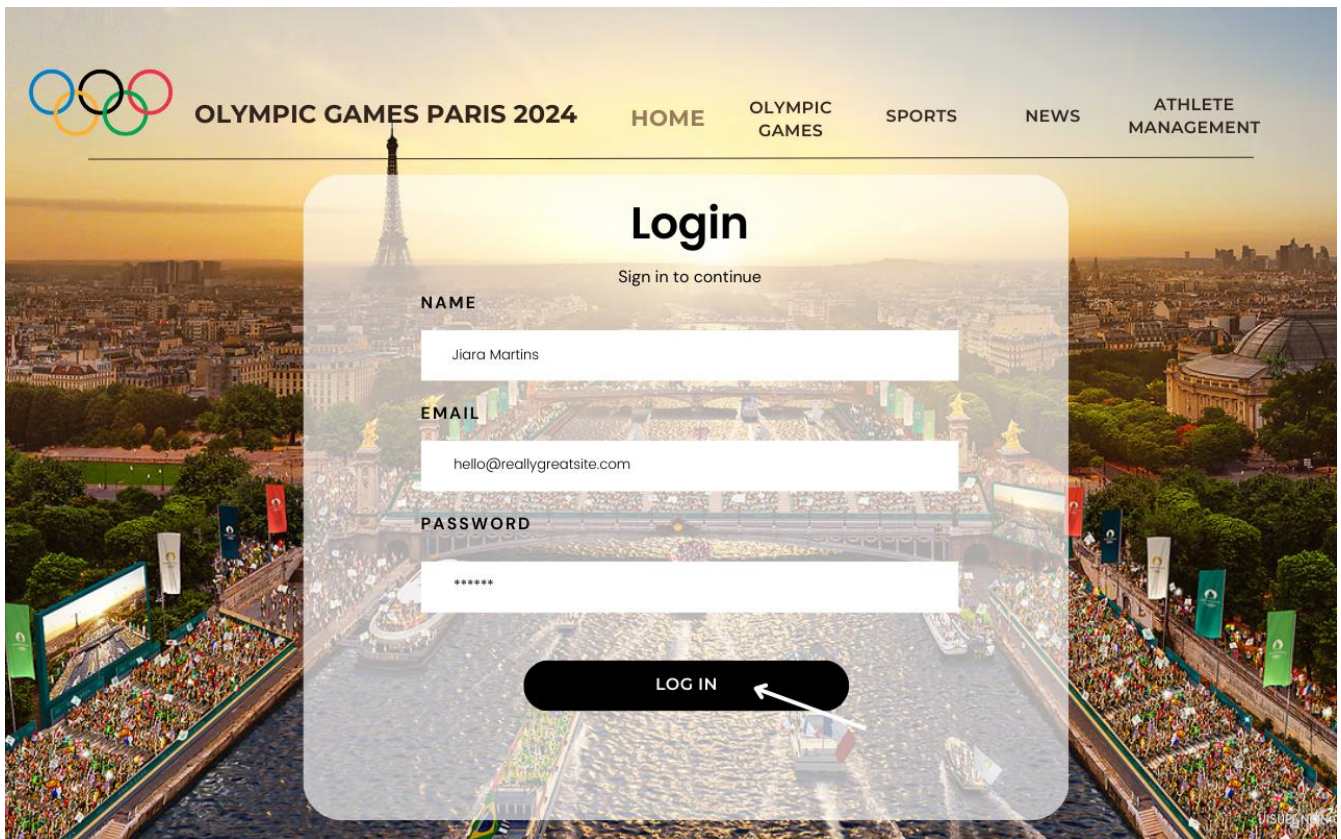 OLYMPIC GAMES PARIS 2024
HOME
OLYMPIC
GAMES
SPORTS
NEWS
ATHLETE
MANAGEMENT
Login
Sign in to continue
NAME
Jiara Martins
EMAIL
hello@reallygreatsite.com
PASSWORD
******
LOG IN